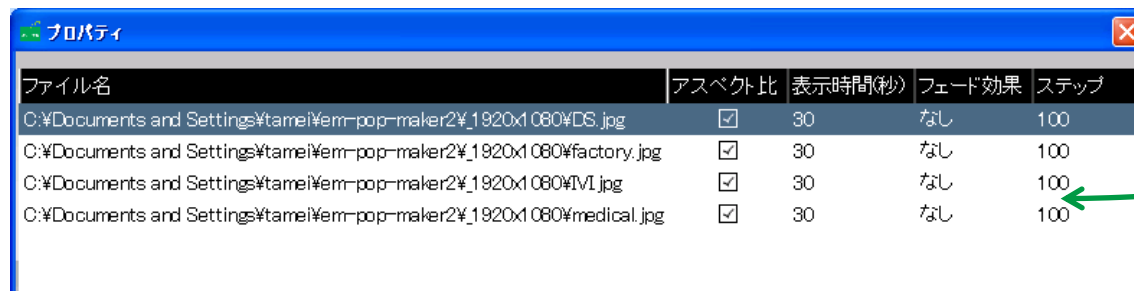 プロパティ
ファイル名 アスペクト比 表示時間(秒) フェード効果 ステップ
C:¥Documents and Settings¥tamei¥em-pop-maker2¥_1920x1080¥DS.jpg 30 なし 100
C:¥Documents and Settings¥tamei¥em-pop-maker2¥_1920x1080¥factory.jpg 30 なし 100
C:¥Documents and Settings¥tamei¥em-pop-maker2¥_1920x1080¥IVI.jpg 30 なし 100
C:¥Documents and Settings¥tamei¥em-pop-maker2¥_1920x1080¥medical.jpg 30 なし 100